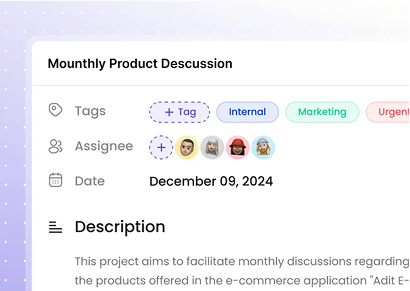 Mounthly Product Descussion
Tags + Tag Internal Marketing Urgent
Assignee +
Date December 09, 2024
Description
This project aims to facilitate monthly discussions regarding
the products offered in the e-commerce application "Adit E-